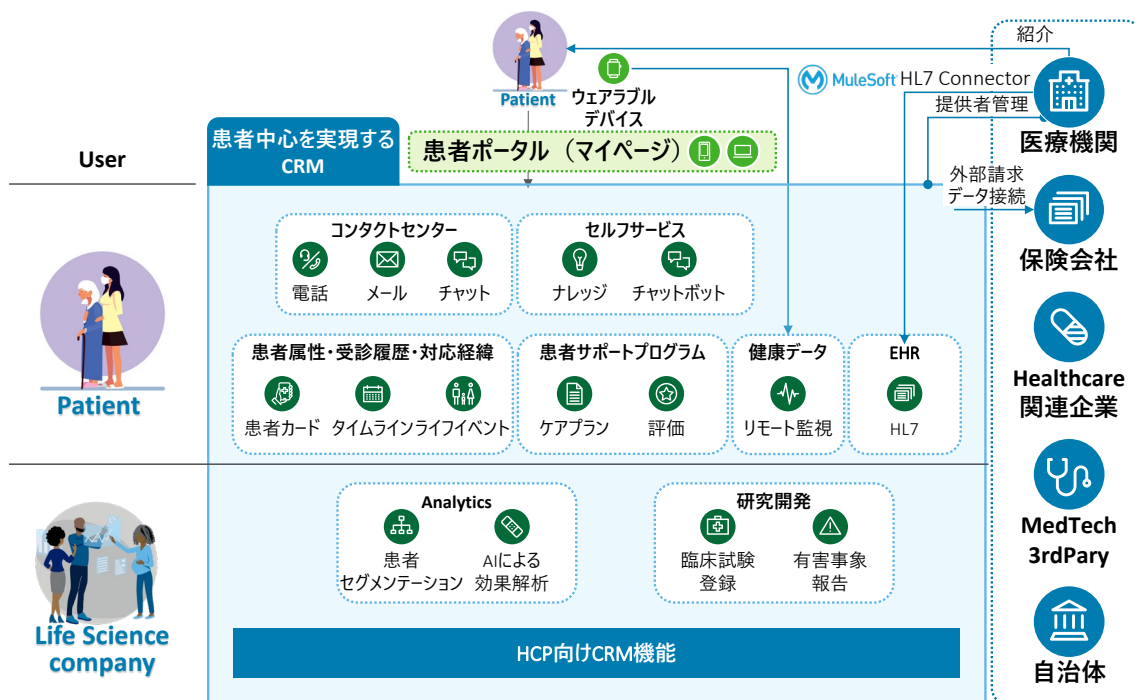 紹介
MuleSoft HL7 Connector
提供者管理
医療機関
Patient
ウェアラブル
デバイス
User
患者中心を実現する
CRM
患者ポータル（マイページ）
外部請求
データ接続
保険会社
コンタクトセンター
電話
メール
チャット
セルフサービス
ナレッジ
チャットボット
Patient
患者属性・受診履歴・対応経緯
患者カード
タイムライン
ライフイベント
患者サポートプログラム
ケアプラン
評価
健康データ
リモート監視
EHR
HL7
Healthcare
関連企業
Life Science
company
Analytics
患者
セグメンテーション
AIによる
効果解析
研究開発
臨床試験
登録
有害事象
報告
HCP向けCRM機能
MedTech
3rdPary
自治体